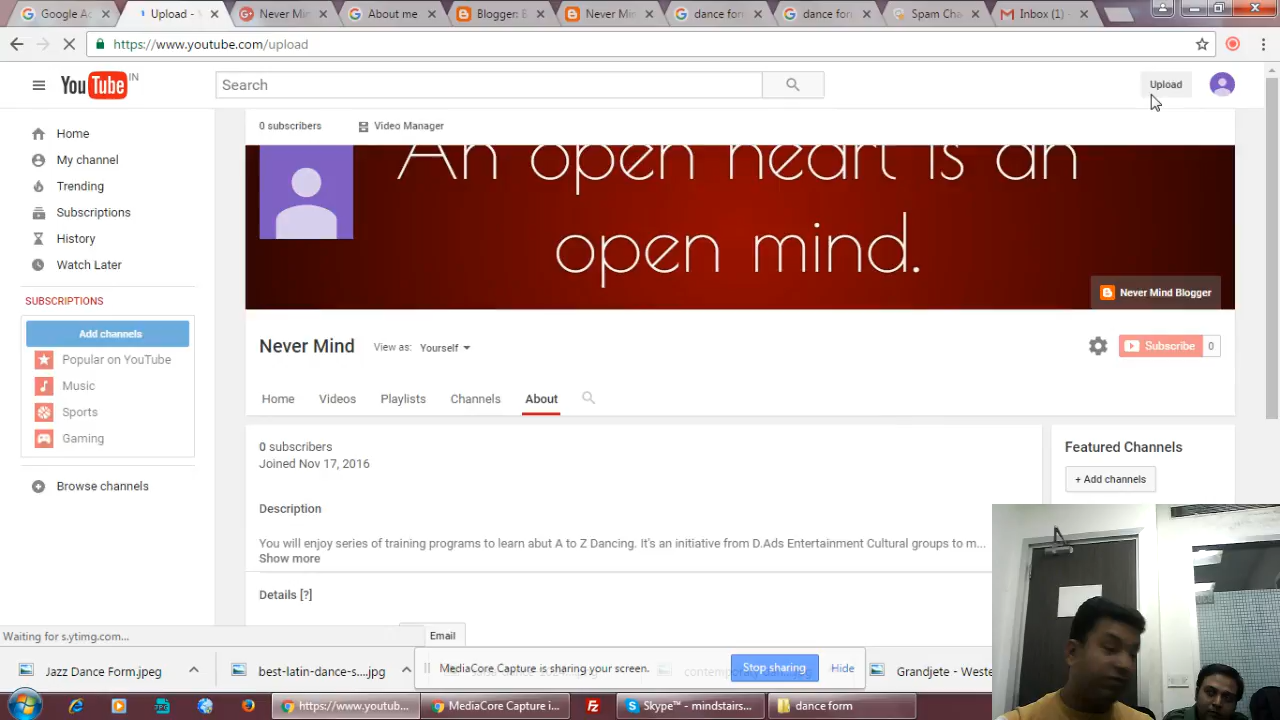 Google Ac
Upload -
Never Min
About me
Blogger: B
Never Min
dance for
dance for
Spam Cha
Inbox (1)
https://www.youtube.com/upload
YouTube IN
Search
Upload
Home
My channel
Trending
Subscriptions
History
Watch Later
SUBSCRIPTIONS
Add channels
Popular on YouTube
Music
Sports
Gaming
Browse channels
0 subscribers
Video Manager
An open heart is an
open mind.
Never Mind Blogger
Never Mind
View as: Yourself
Subscribe 0
Home
Videos
Playlists
Channels
About
0 subscribers
Joined Nov 17, 2016
Description
You will enjoy series of training programs to learn abut A to Z Dancing. It's an initiative from D.Ads Entertainment Cultural groups to m...
Show more
Details [?]
Email
Featured Channels
+ Add channels
Waiting for s.ytimg.com...
Jazz Dance Form.jpeg
best-latin-dance-s....jpg
MediaCore Capture is sharing your screen.
Stop sharing
Hide
Grandjete - Weste
https://www.youtub...
MediaCore Capture i...
Skype™ - mindstairs...
dance form